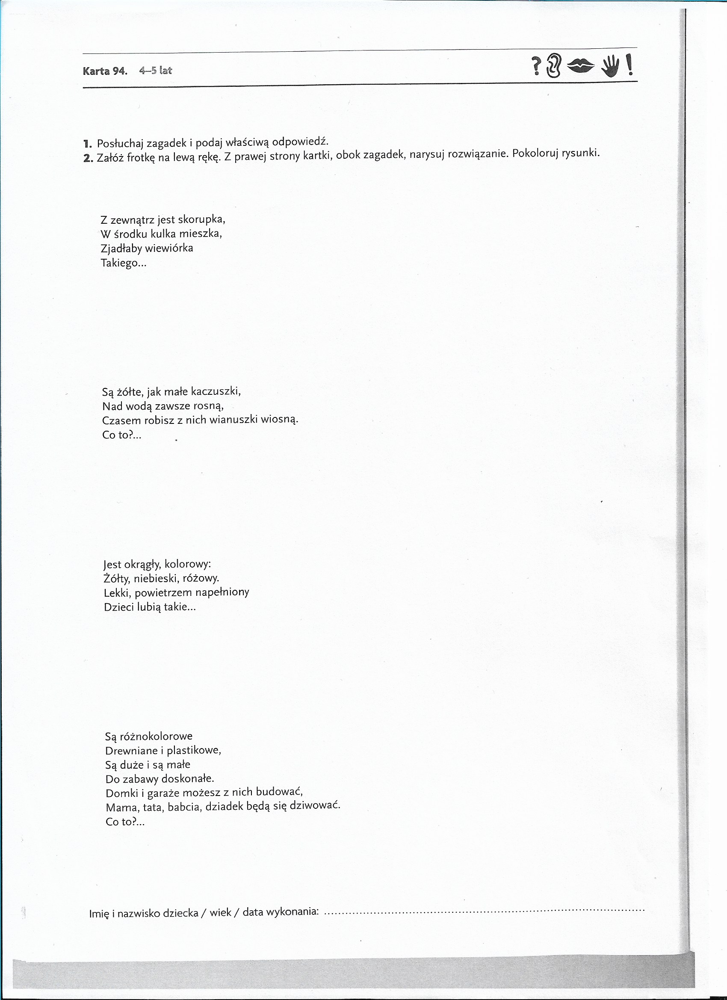 Karta 94. 4–5 lat
? !
1. Posłuchaj zagadek i podaj właściwą odpowiedź.
2. Załóż frotkę na lewą rękę. Z prawej strony kartki, obok zagadek, narysuj rozwiązanie. Pokoloruj rysunki.
Z zewnątrz jest skorupka,
W środku kulka mieszka,
Zjadłaby wiewiórka
Takiego...
Są żółte, jak małe kaczuszki,
Nad wodą zawsze rosną,
Czasem robisz z nich wianuszki wiosną.
Co to?...
Jest okrągły, kolorowy:
Żółty, niebieski, różowy.
Lekki, powietrzem napełniony
Dzieci lubią takie...
Są różnokolorowe
Drewniane i plastikowe,
Są duże i są małe
Do zabawy doskonałe.
Domki i garaże możesz z nich budować,
Mama, tata, babcia, dziadek będą się dziwować.
Co to?...
Imię i nazwisko dziecka / wiek / data wykonania: ........................................................................................